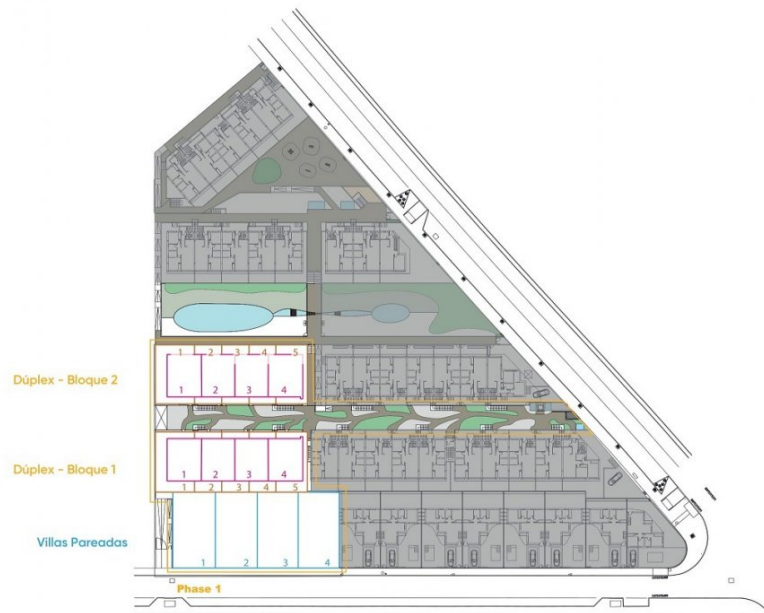 1 2 3 4 5
Dúplex - Bloque 2
1 2 3 4
Dúplex - Bloque 1
1 2 3 4
1 2 3 4 5
Villas Pareadas
1 2 3 4
Phase 1